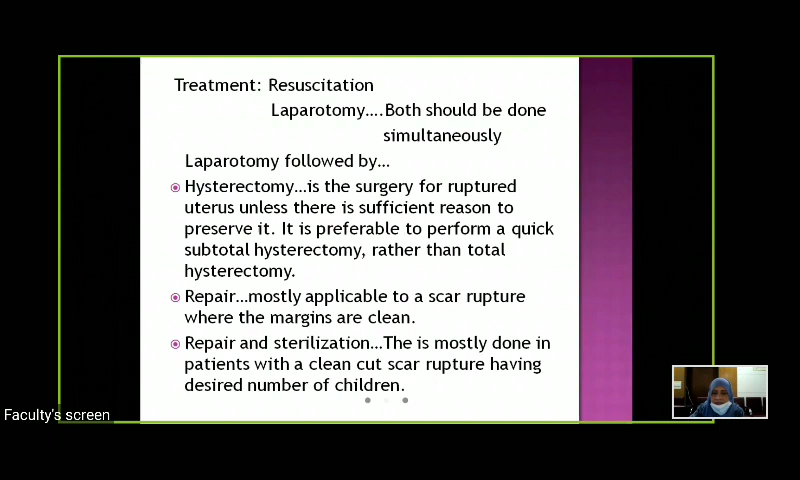 Treatment: Resuscitation
Laparotomy....Both should be done
simultaneously
Laparotomy followed by...
Hysterectomy...is the surgery for ruptured
uterus unless there is sufficient reason to
preserve it. It is preferable to perform a quick
subtotal hysterectomy, rather than total
hysterectomy.
Repair...mostly applicable to a scar rupture
where the margins are clean.
Repair and sterilization...The is mostly done in
patients with a clean cut scar rupture having
desired number of children.
Faculty's screen